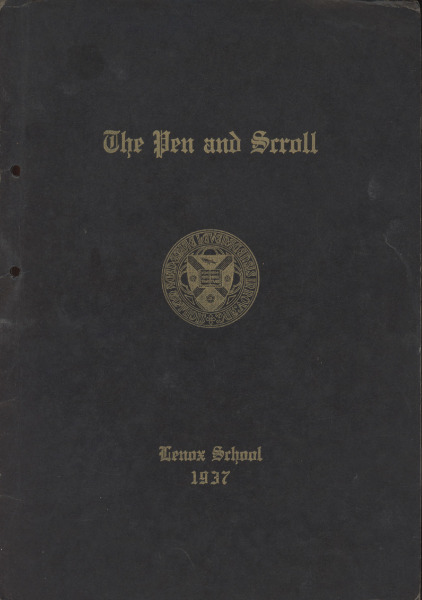 The Pen and Scroll
Lenox School
1937